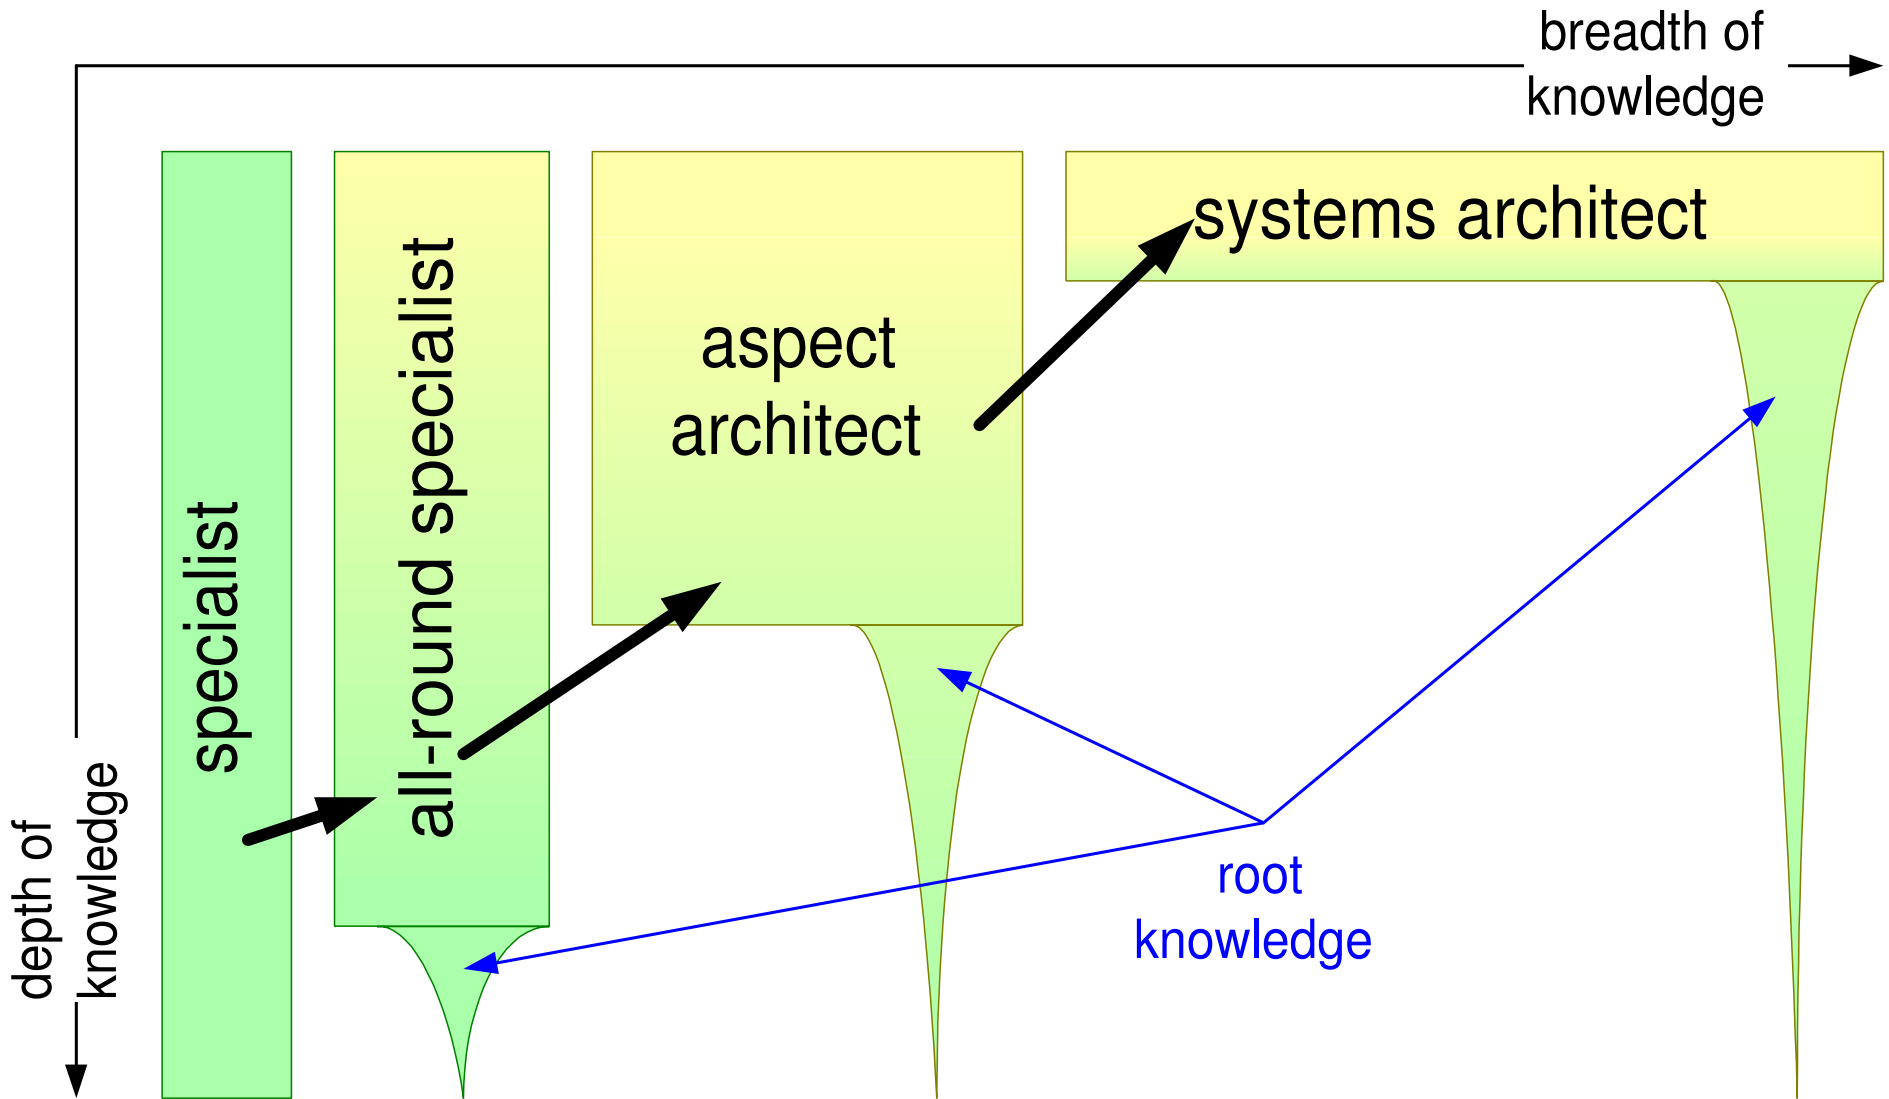 breadth of
knowledge
systems architect
aspect
architect
all-round specialist
specialist
depth of
knowledge
root
knowledge